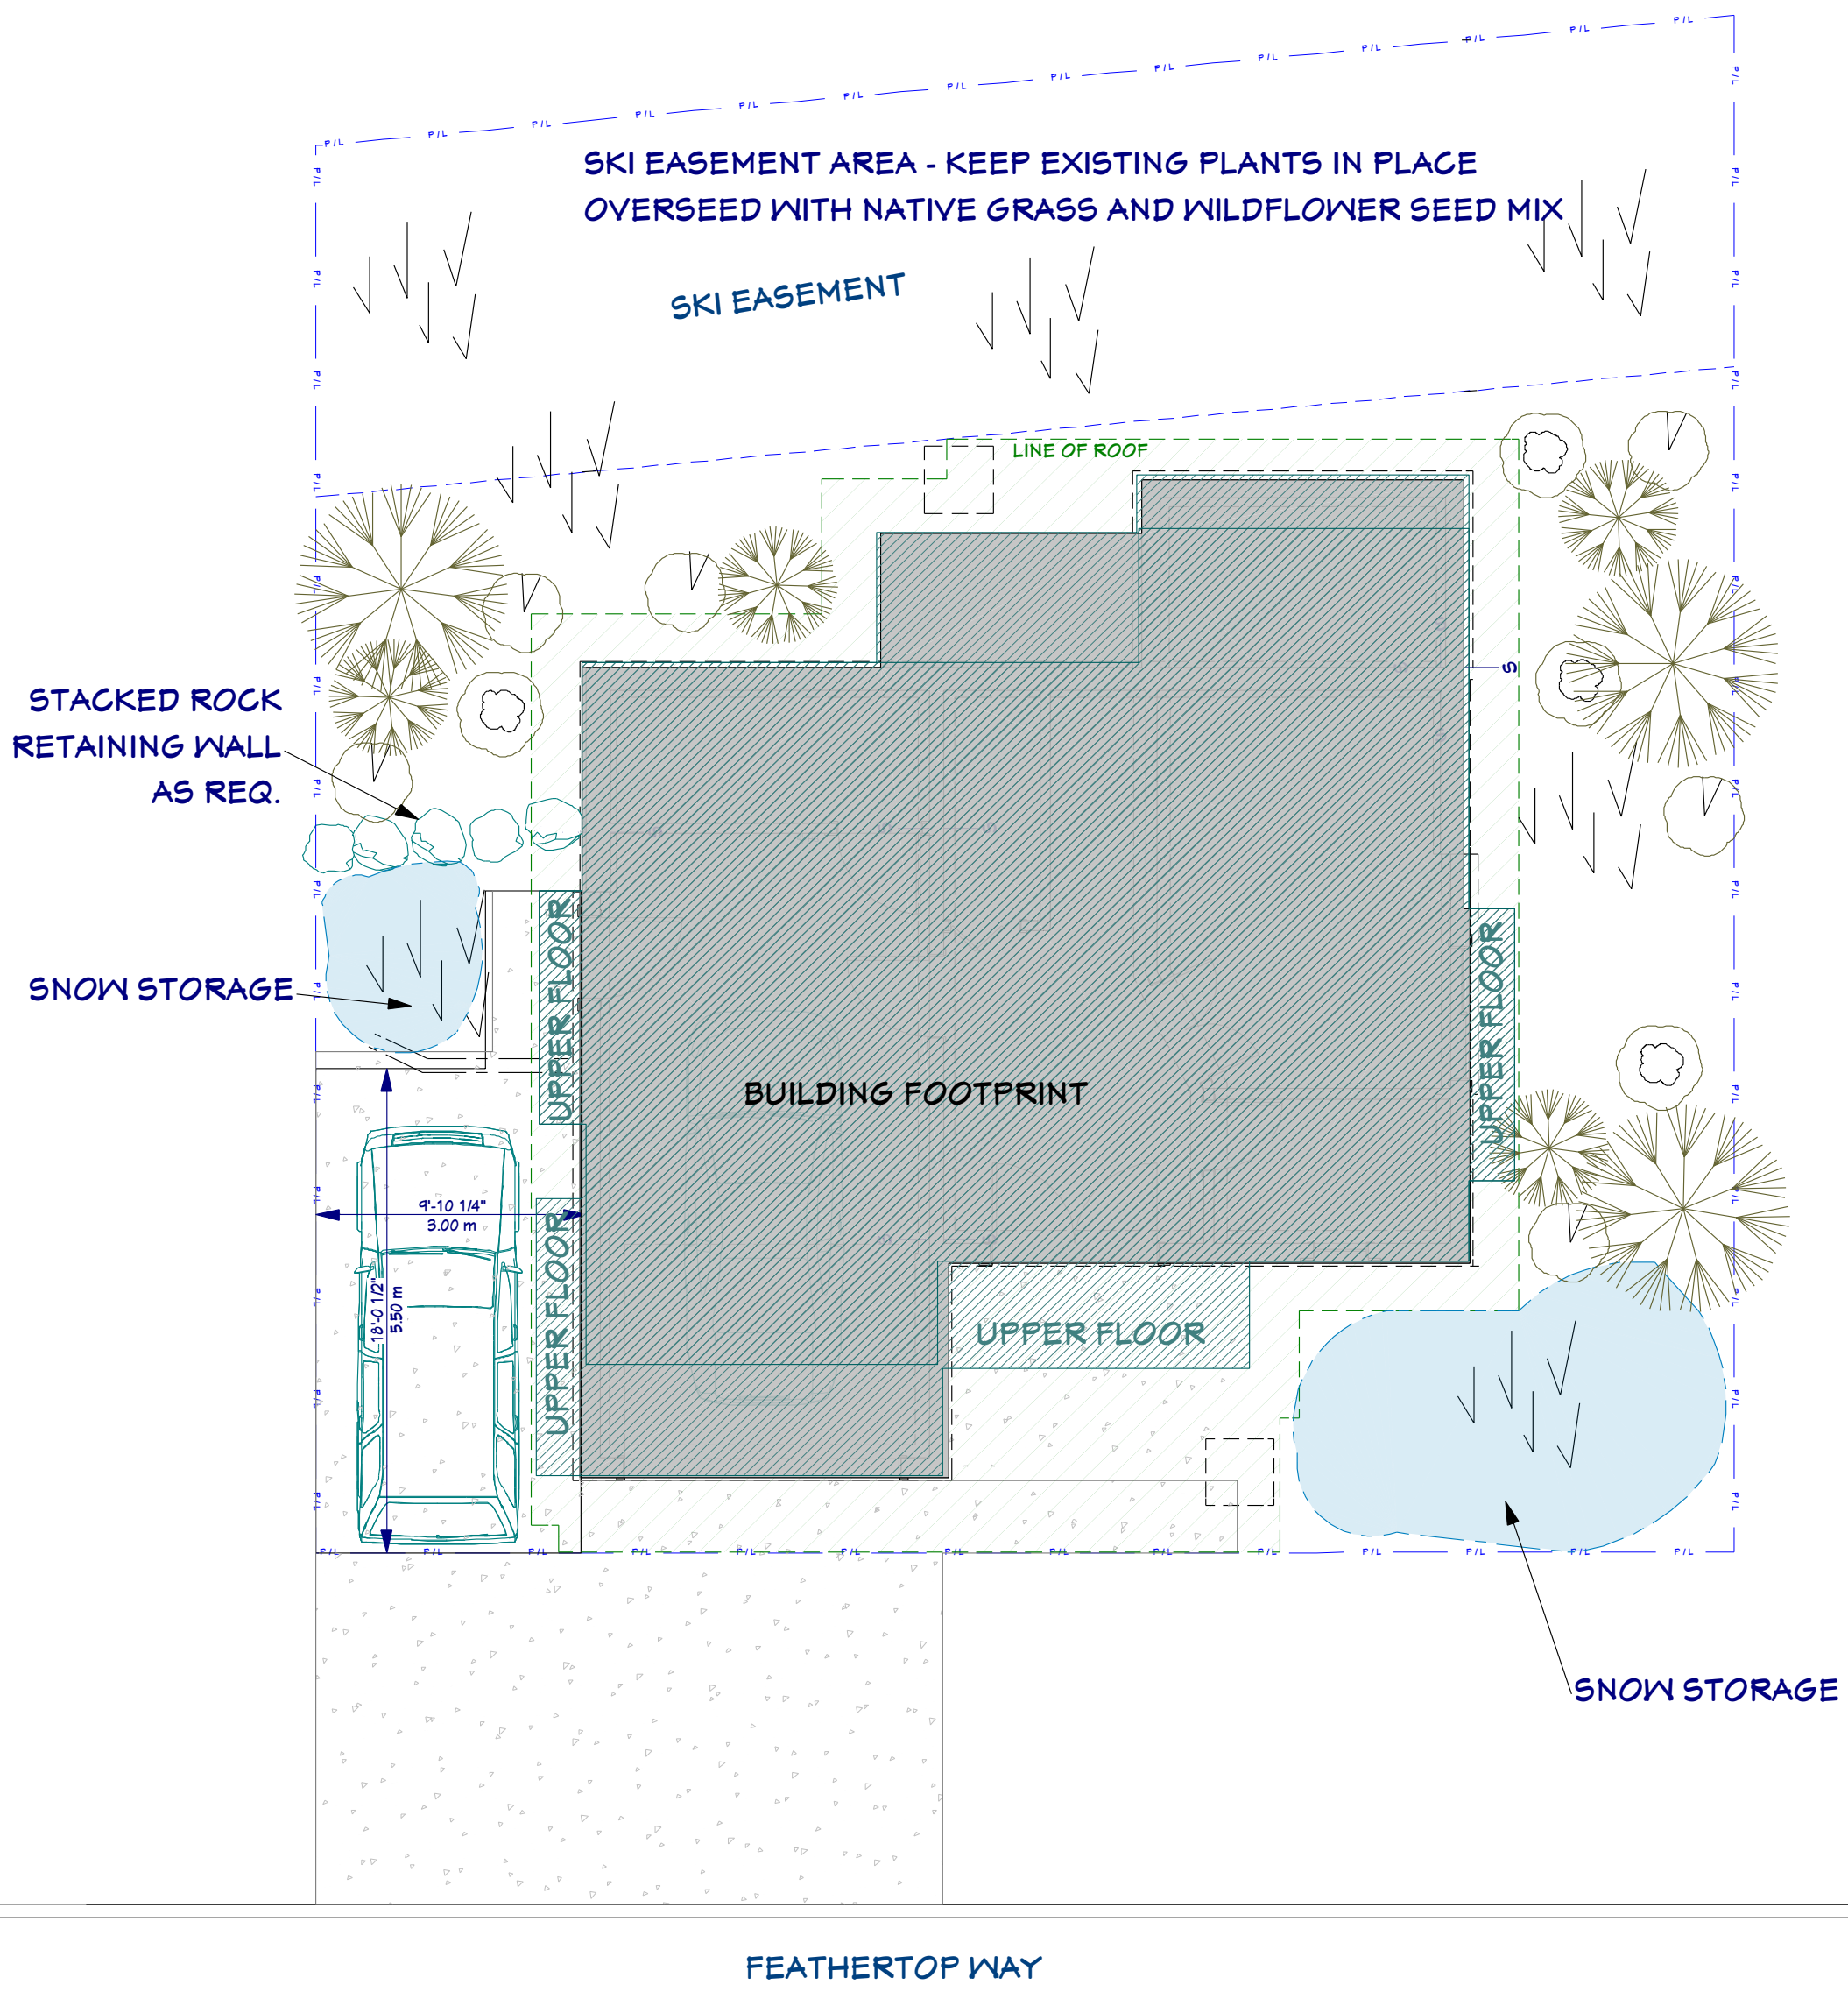 SKI EASEMENT AREA - KEEP EXISTING PLANTS IN PLACE
OVERSEED WITH NATIVE GRASS AND WILDFLOWER SEED MIX
SKI EASEMENT
LINE OF ROOF
S
STACKED ROCK
RETAINING WALL
AS REQ.
SNOW STORAGE
UPPER FLOOR
UPPER FLOOR
BUILDING FOOTPRINT
9'-10 1/4"
3.00 m
18'-0 1/2"
5.50 m
UPPER FLOOR
UPPER FLOOR
P/L P/L P/L P/L P/L P/L P/L P/L P/L P/L P/L P/L P/L P/L
SNOW STORAGE
FEATHERTOP WAY